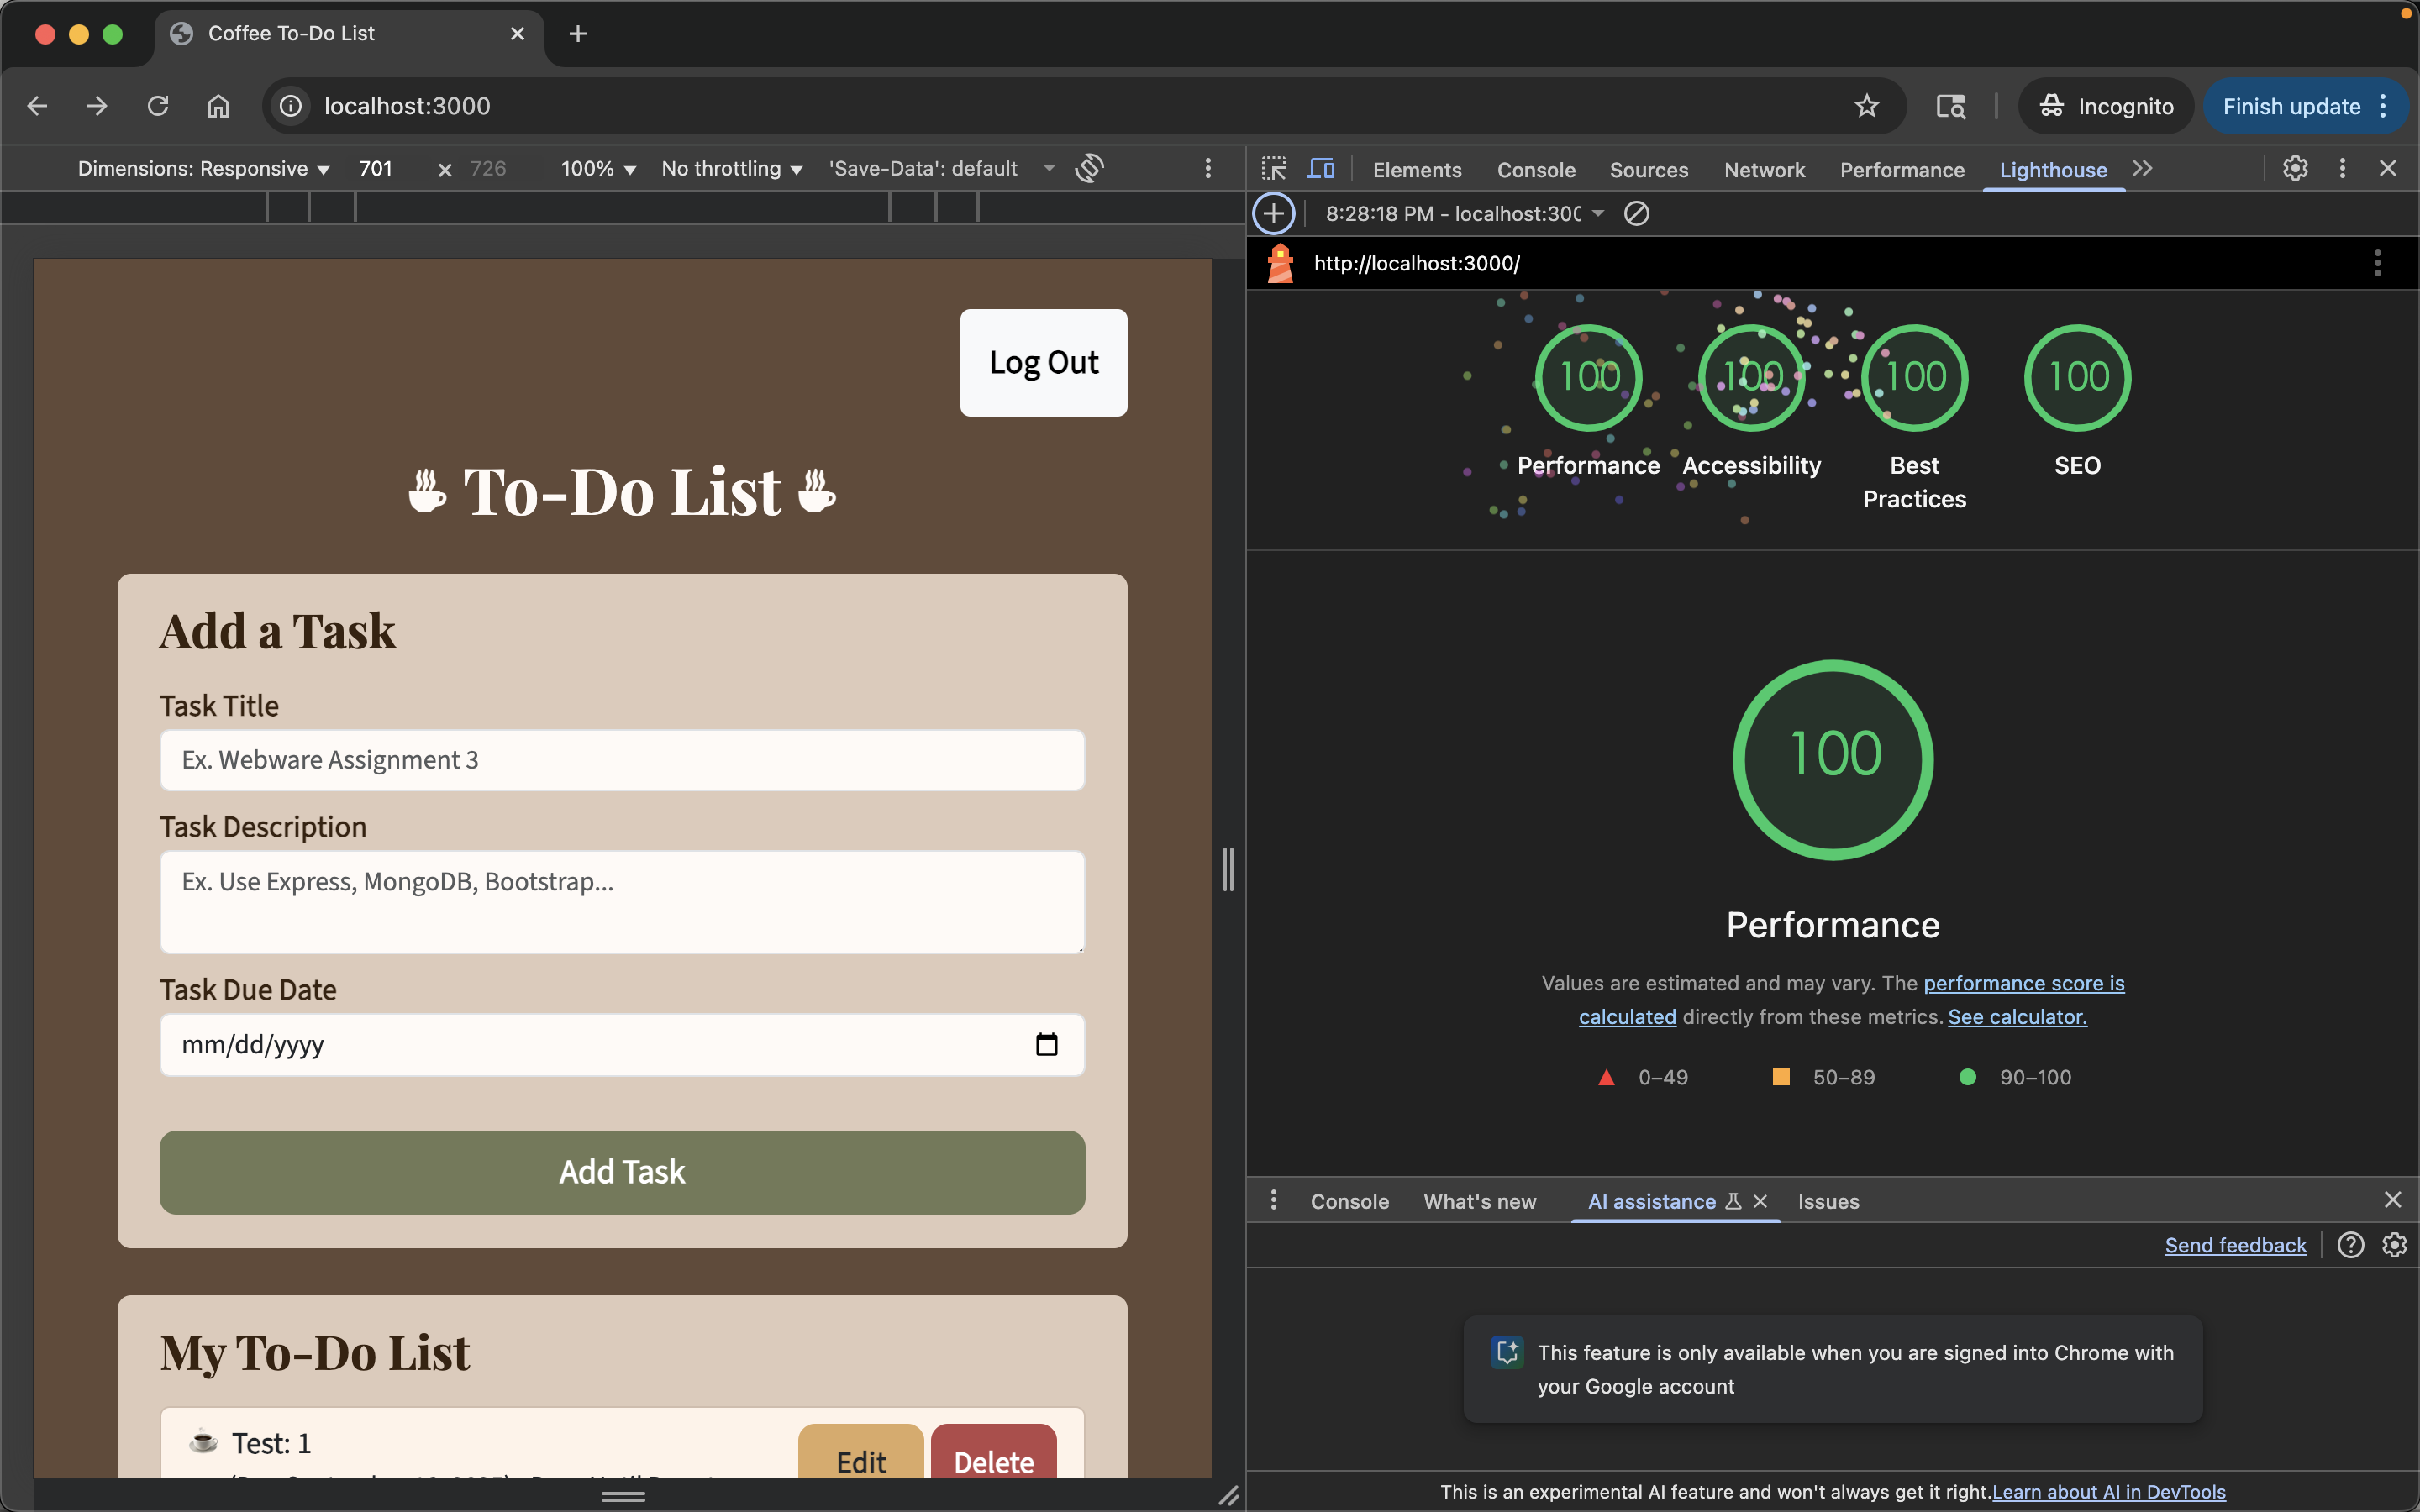 Coffee To-Do List
localhost:3000
Incognito
Finish update
Dimensions: Responsive 701 × 726 100% No throttling 'Save-Data': default
Elements Console Sources Network Performance Lighthouse
8:28:18 PM - localhost:300
http://localhost:3000/
Log Out
To-Do List
Add a Task
Task Title
Ex. Webware Assignment 3
Task Description
Ex. Use Express, MongoDB, Bootstrap...
Task Due Date
mm/dd/yyyy
Add Task
My To-Do List
Test: 1
Edit
Delete
100 100 100 100
Performance Accessibility Best Practices SEO
100
Performance
Values are estimated and may vary. The performance score is
calculated directly from these metrics. See calculator.
0–49 50–89 90–100
Console What's new AI assistance Issues
Send feedback
This feature is only available when you are signed into Chrome with
your Google account
This is an experimental AI feature and won't always get it right. Learn about AI in DevTools